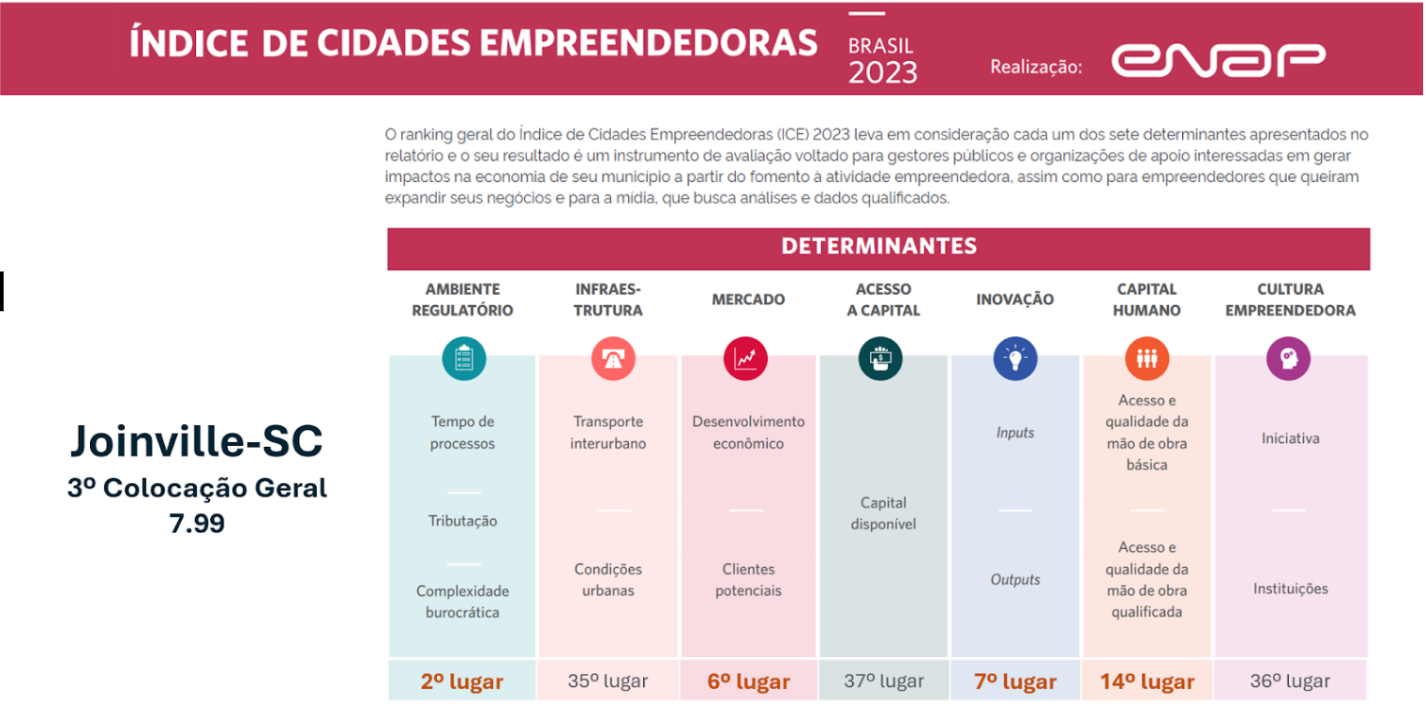 ÍNDICE DE CIDADES EMPREENDEDORAS
BRASIL
2023
Realização:
enap
O ranking geral do Índice de Cidades Empreendedoras (ICE) 2023 leva em consideração cada um dos sete determinantes apresentados no
relatório e o seu resultado é um instrumento de avaliação voltado para gestores públicos e organizações de apoio interessadas em gerar
impactos na economia de seu município a partir do fomento à atividade empreendedora, assim como para empreendedores que queiram
expandir seus negócios e para a mídia, que busca análises e dados qualificados.
DETERMINANTES
AMBIENTE
REGULATÓRIO
INFRAES-
TRUTURA
MERCADO
ACESSO
A CAPITAL
INOVAÇÃO
CAPITAL
HUMANO
CULTURA
EMPREENDEDORA
Joinville-SC
3º Colocação Geral
7.99
Tempo de
processos
Tributação
Complexidade
burocrática
Transporte
interurbano
Condições
urbanas
Desenvolvimento
econômico
Clientes
potenciais
Capital
disponível
Inputs
Outputs
Acesso e
qualidade da
mão de obra
básica
Acesso e
qualidade da
mão de obra
qualificada
Iniciativa
Instituições
2º lugar
35º lugar
6º lugar
37º lugar
7º lugar
14º lugar
36º lugar